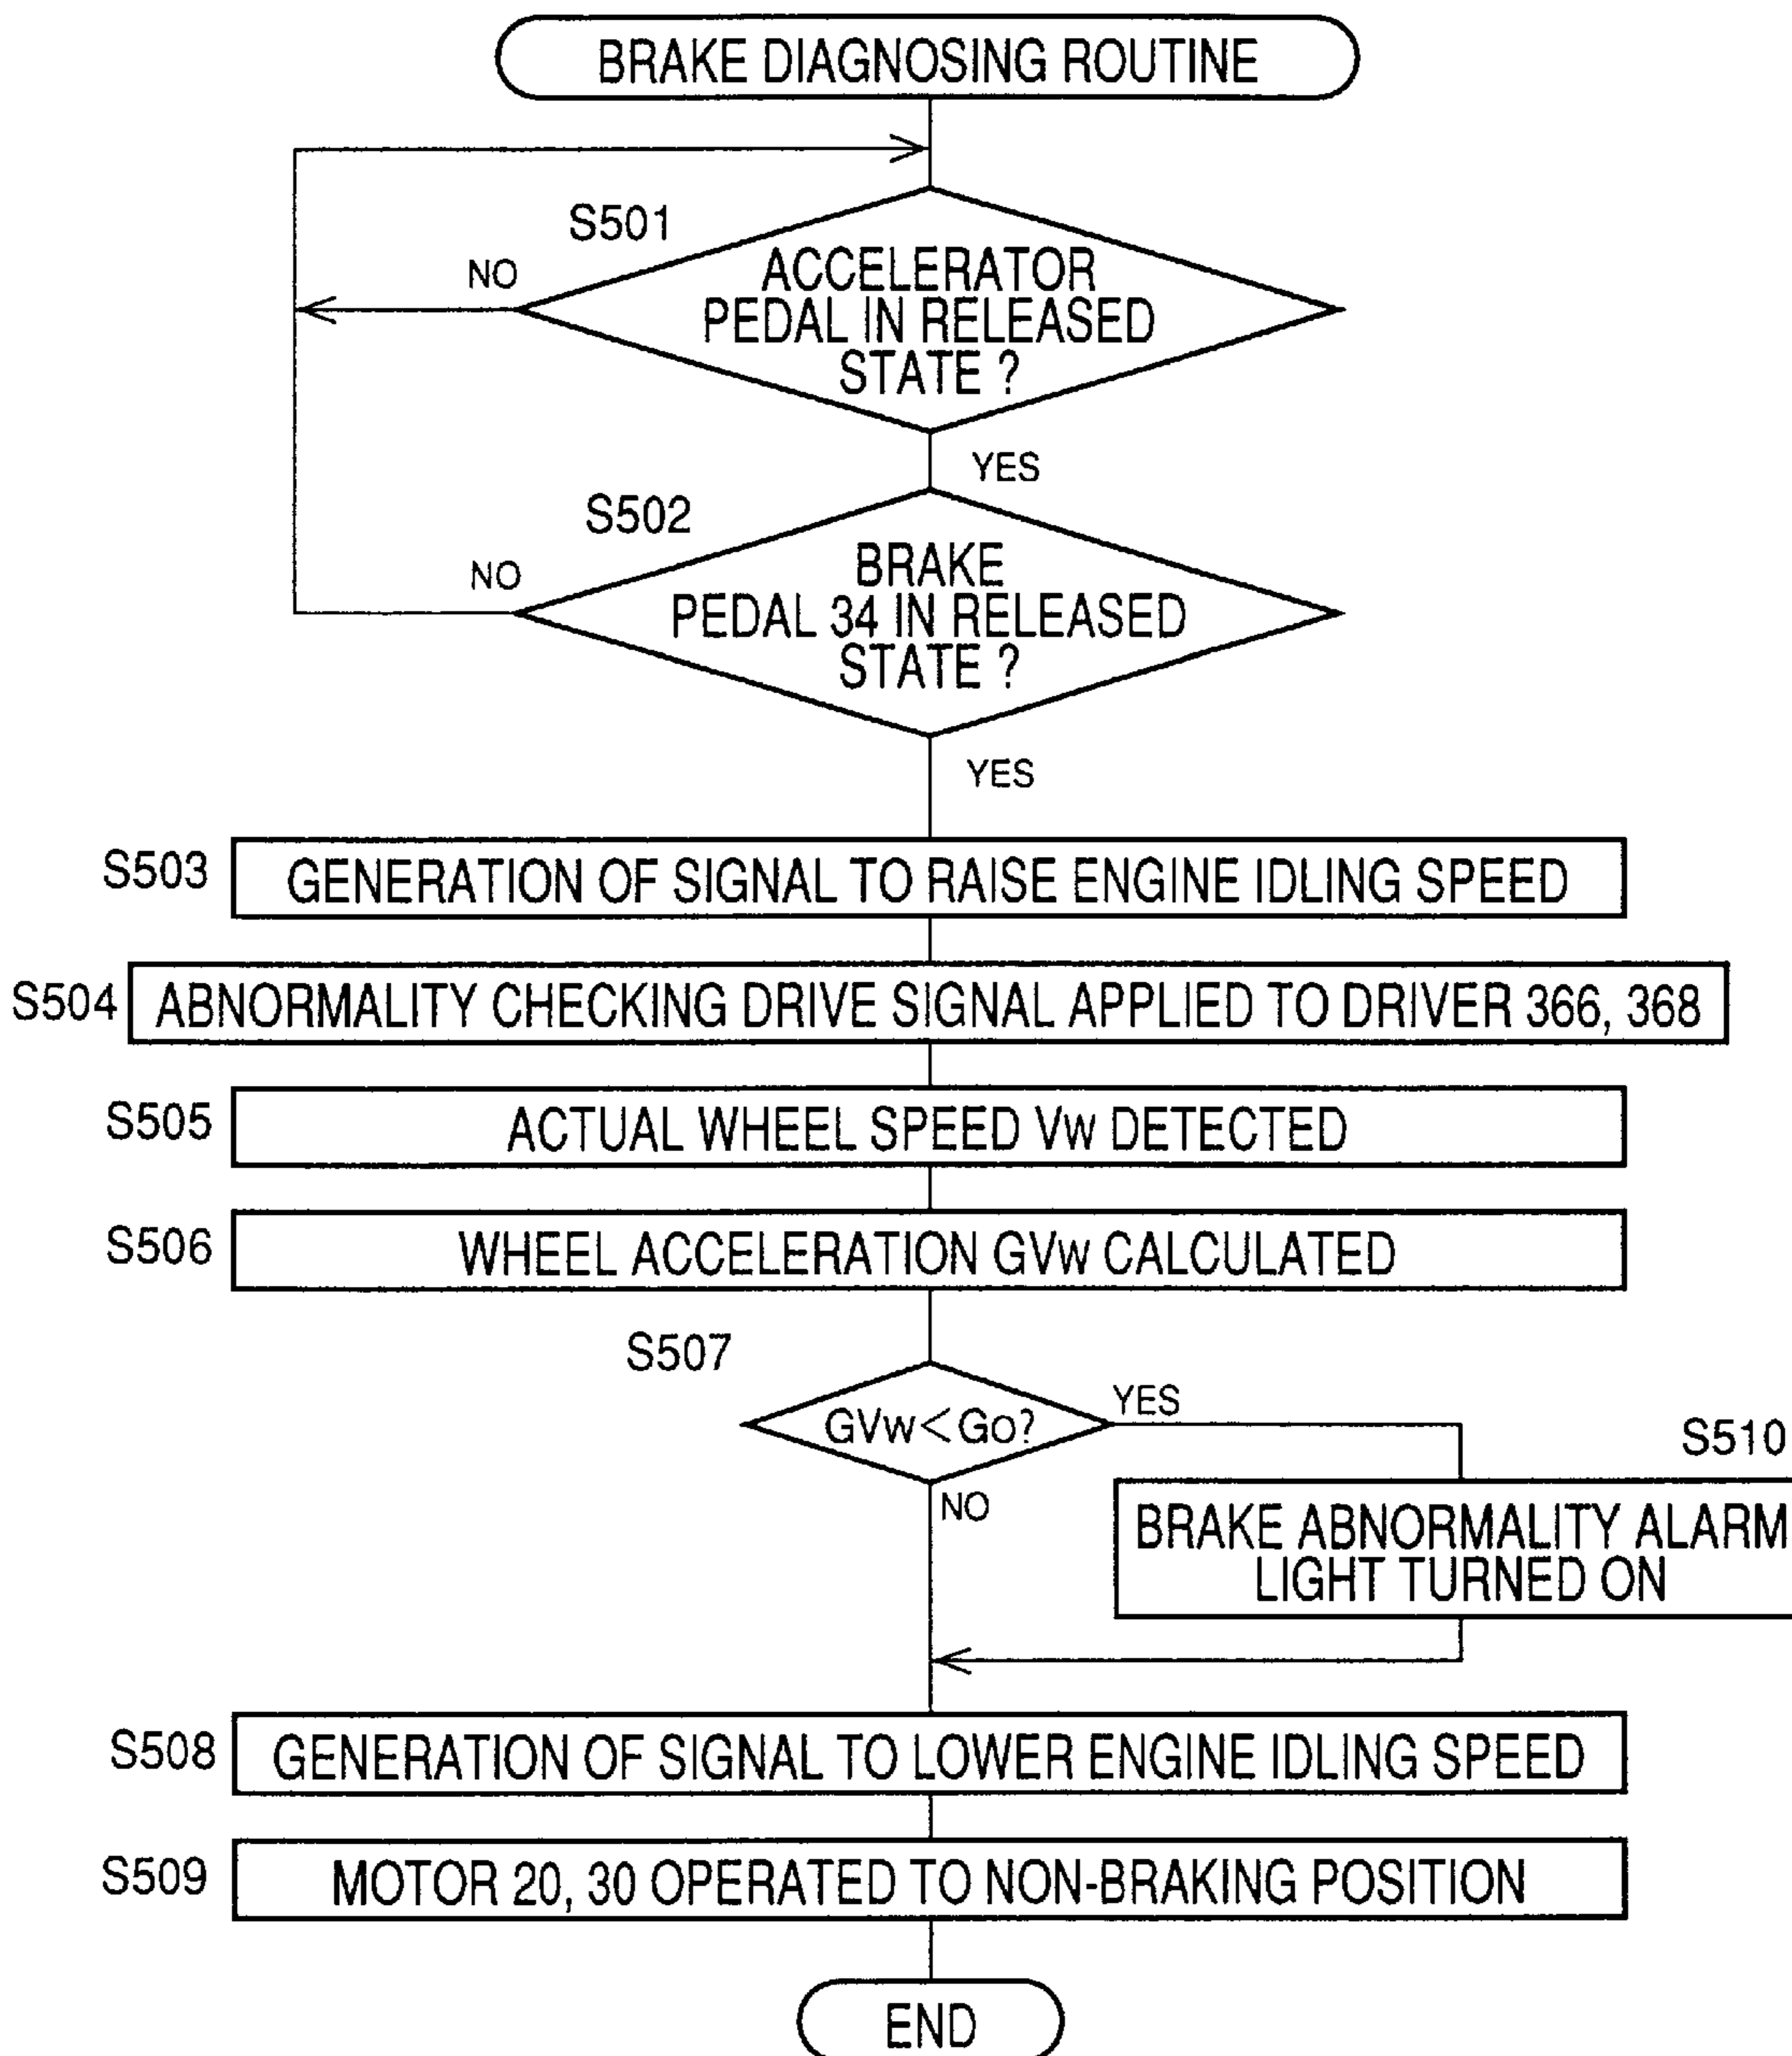 BRAKE DIAGNOSING ROUTINE
S501
NO
ACCELERATOR
PEDAL IN RELEASED
STATE ?
YES
S502
NO
BRAKE
PEDAL 34 IN RELEASED
STATE ?
YES
S503
GENERATION OF SIGNAL TO RAISE ENGINE IDLING SPEED
S504
ABNORMALITY CHECKING DRIVE SIGNAL APPLIED TO DRIVER 366, 368
S505
ACTUAL WHEEL SPEED Vw DETECTED
S506
WHEEL ACCELERATION GVw CALCULATED
S507
GVw<Go?
YES
NO
S510
BRAKE ABNORMALITY ALARM
LIGHT TURNED ON
S508
GENERATION OF SIGNAL TO LOWER ENGINE IDLING SPEED
S509
MOTOR 20, 30 OPERATED TO NON-BRAKING POSITION
END